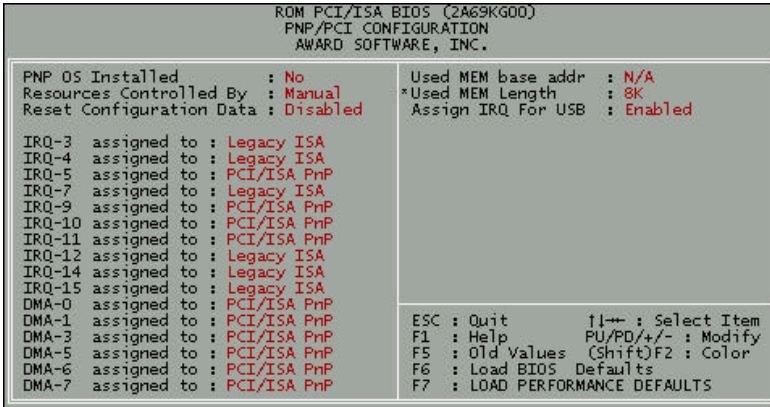 ROM PCI/ISA BIOS (2A69KG00)
PNP/PCI CONFIGURATION
AWARD SOFTWARE, INC.
PNP OS Installed : No
Resources Controlled By : Manual
Reset Configuration Data : Disabled
IRQ-3 assigned to : Legacy ISA
IRQ-4 assigned to : Legacy ISA
IRQ-5 assigned to : PCI/ISA PnP
IRQ-7 assigned to : Legacy ISA
IRQ-9 assigned to : PCI/ISA PnP
IRQ-10 assigned to : PCI/ISA PnP
IRQ-11 assigned to : PCI/ISA PnP
IRQ-12 assigned to : Legacy ISA
IRQ-14 assigned to : Legacy ISA
IRQ-15 assigned to : Legacy ISA
DMA-0 assigned to : PCI/ISA PnP
DMA-1 assigned to : PCI/ISA PnP
DMA-3 assigned to : PCI/ISA PnP
DMA-5 assigned to : PCI/ISA PnP
DMA-6 assigned to : PCI/ISA PnP
DMA-7 assigned to : PCI/ISA PnP
Used MEM base addr : N/A
*Used MEM Length : 8K
Assign IRQ For USB : Enabled
ESC : Quit ↑↓→← : Select Item
F1 : Help PU/PD/+/- : Modify
F5 : Old Values (Shift)F2 : Color
F6 : Load BIOS Defaults
F7 : LOAD PERFORMANCE DEFAULTS